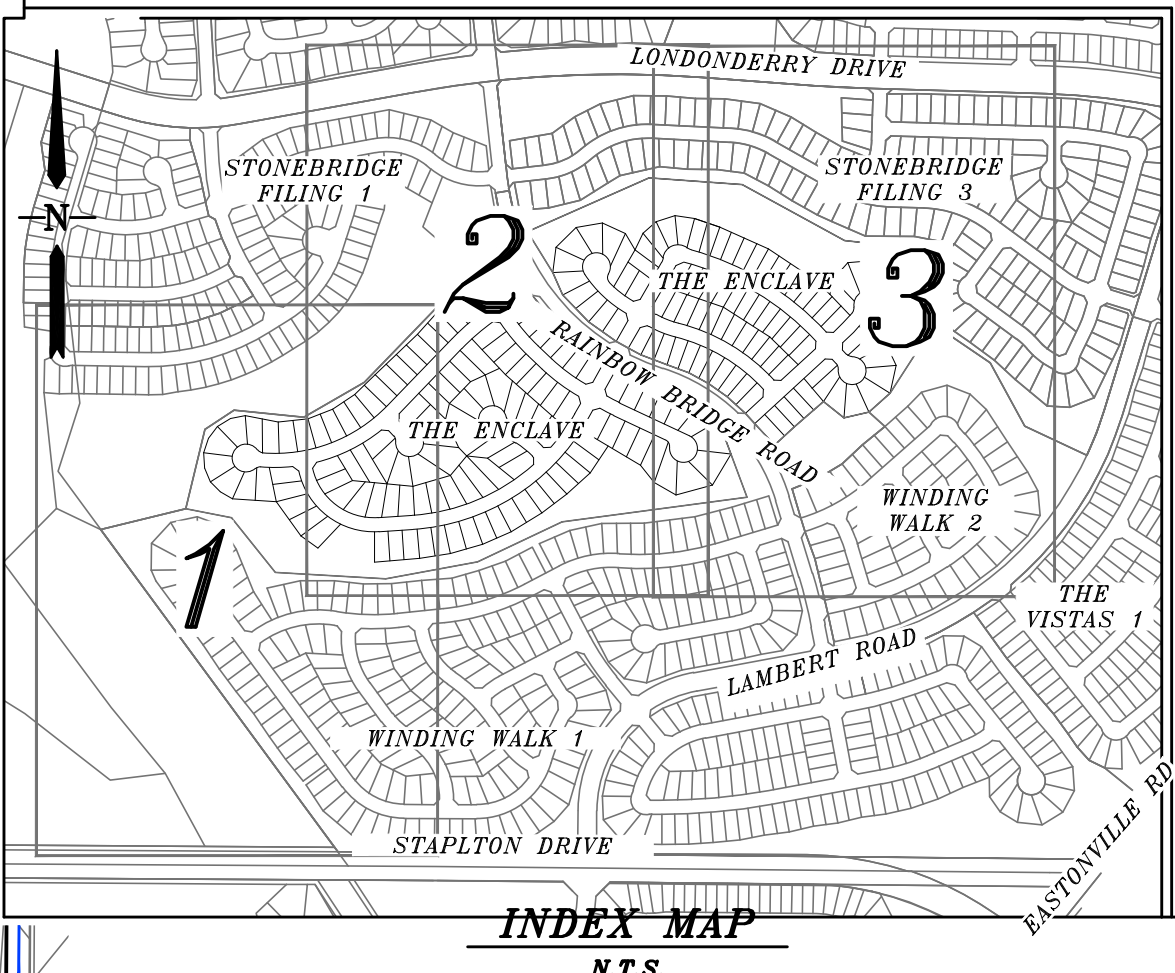 LONDONDERRY DRIVE
STONEBRIDGE
FILING 1
STONEBRIDGE
FILING 3
N
2
THE ENCLAVE
3
RAINBOW BRIDGE ROAD
THE ENCLAVE
WINDING
WALK 2
1
THE
VISTAS 1
LAMBERT ROAD
WINDING WALK 1
STAPLTON DRIVE
EASTONVILLE RD
INDEX MAP
N.T.S.